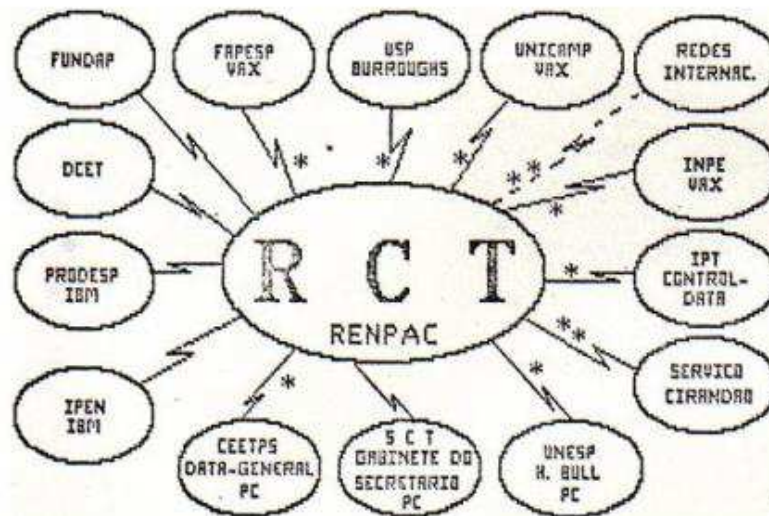 FUNDAP
FAPESP
VAX
USP
BURROUGHS
UNICAMP
VAX
REDES
INTERNAC.
DCET
INPE
VAX
*
*
*
**
*
R C T
RENPAC
PRODESP
IBM
IPT
CONTROL-
DATA
*
**
IPEN
IBM
SERVICO
CIRANDAO
*
*
CEETPS
DATA-GENERAL
PC
S C T
GABINETE DO
SECRETARIO
PC
UNESP
H. BULL
PC